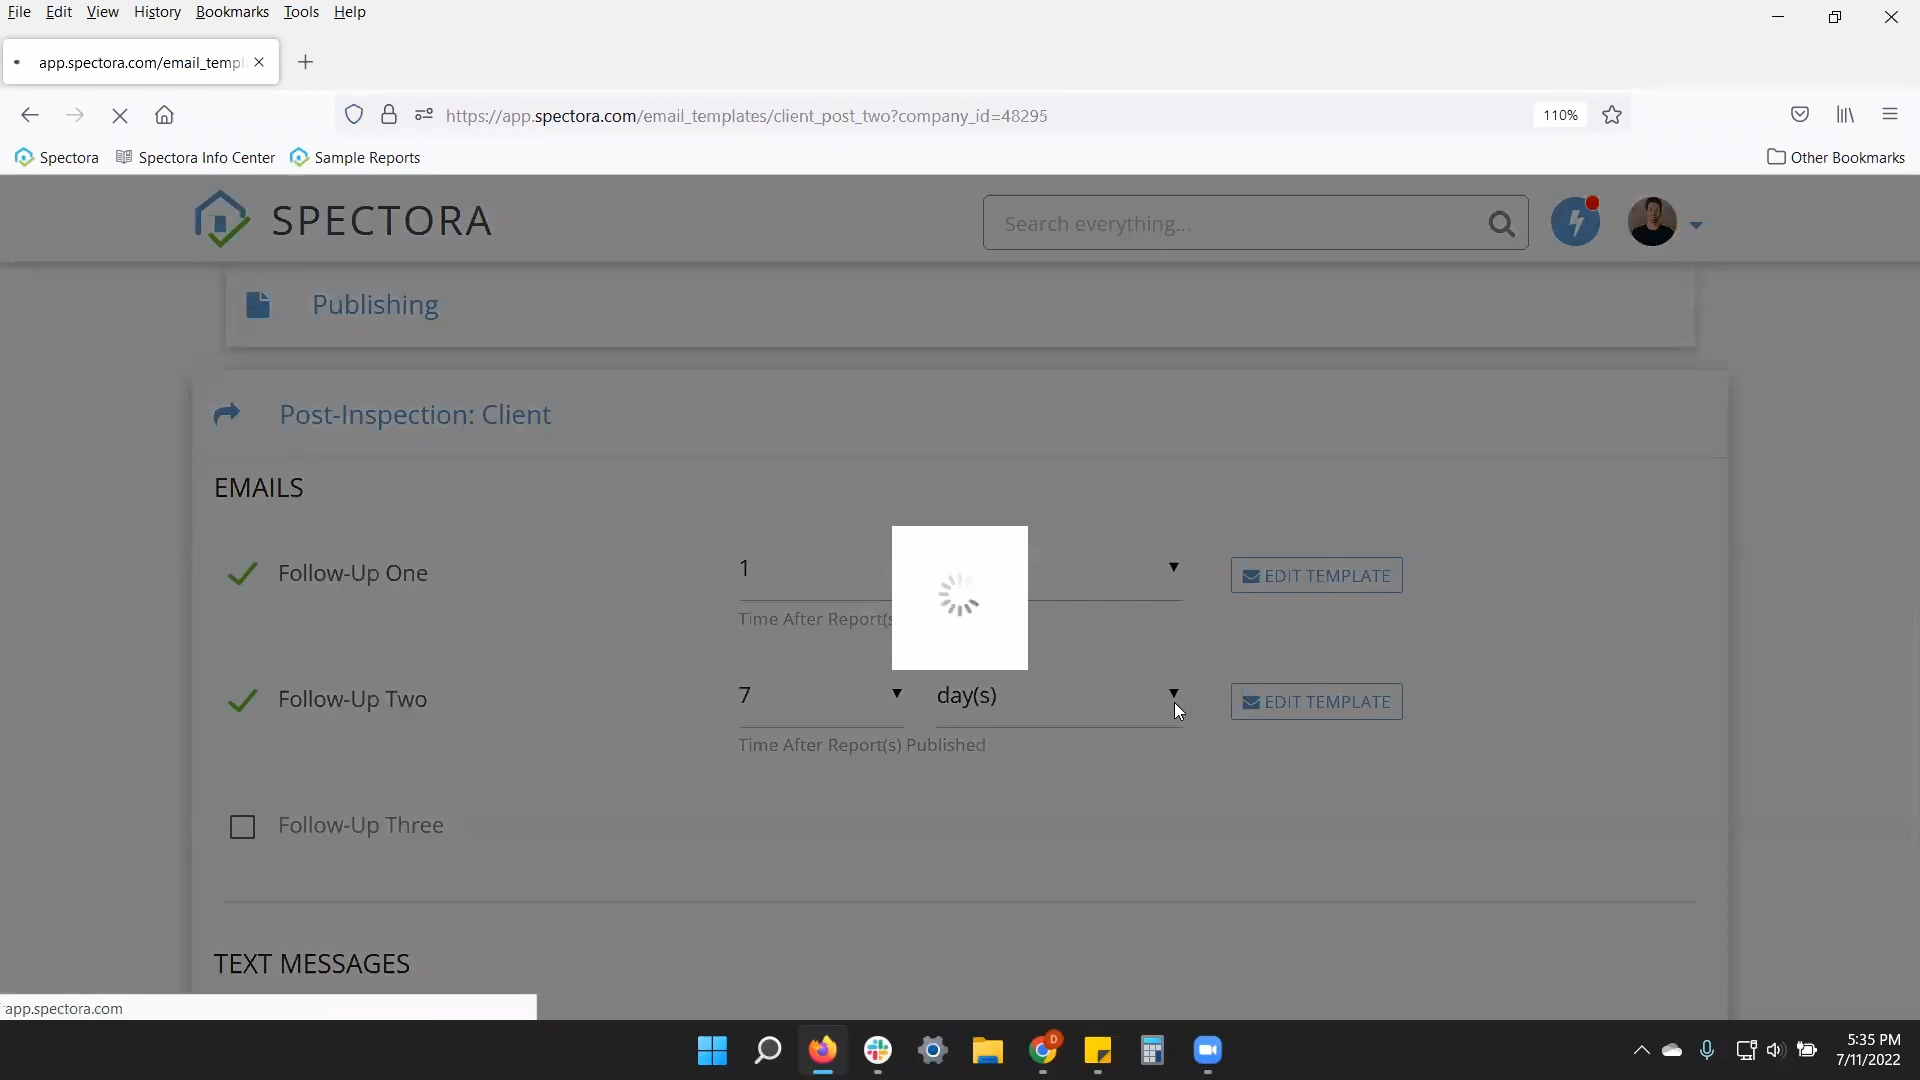 File Edit View History Bookmarks Tools Help
app.spectora.com/email_templ
https://app.spectora.com/email_templates/client_post_two?company_id=48295
110%
Spectora Spectora Info Center Sample Reports Other Bookmarks
SPECTORA
Search everything...
Publishing
Post-Inspection: Client
EMAILS
Follow-Up One 1 EDIT TEMPLATE
Time After Report(s
Follow-Up Two 7 day(s) EDIT TEMPLATE
Time After Report(s) Published
Follow-Up Three
TEXT MESSAGES
app.spectora.com
D
5:35 PM
7/11/2022